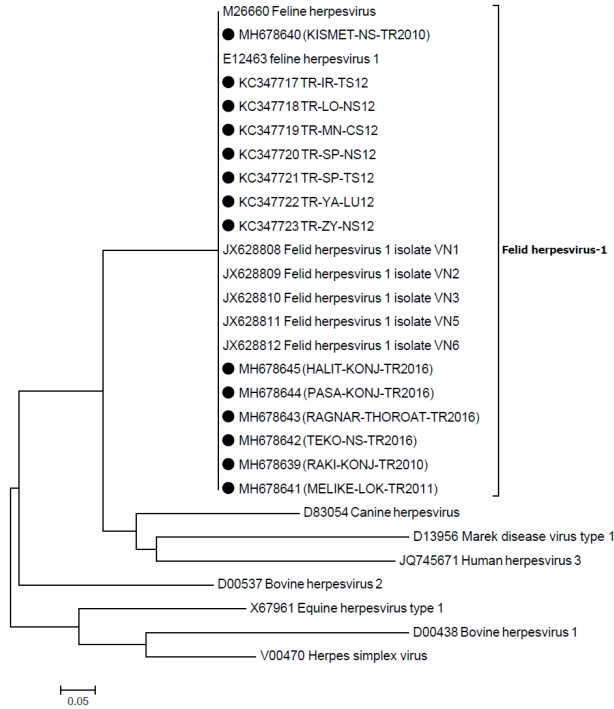 M26660 Feline herpesvirus
MH678640 (KISMET-NS-TR2010)
E12463 feline herpesvirus 1
KC347717 TR-IR-TS12
KC347718 TR-LO-NS12
KC347719 TR-MN-CS12
KC347720 TR-SP-NS12
KC347721 TR-SP-TS12
KC347722 TR-YA-LU12
KC347723 TR-ZY-NS12
JX628808 Felid herpesvirus 1 isolate VN1
Felid herpesvirus-1
JX628809 Felid herpesvirus 1 isolate VN2
JX628810 Felid herpesvirus 1 isolate VN3
JX628811 Felid herpesvirus 1 isolate VN5
JX628812 Felid herpesvirus 1 isolate VN6
MH678645 (HALIT-KONJ-TR2016)
MH678644 (PASA-KONJ-TR2016)
MH678643 (RAGNAR-THOROAT-TR2016)
MH678642 (TEKO-NS-TR2016)
MH678639 (RAKI-KONJ-TR2010)
MH678641 (MELIKE-LOK-TR2011)
D83054 Canine herpesvirus
D13956 Marek disease virus type 1
JQ745671 Human herpesvirus 3
D00537 Bovine herpesvirus 2
X67961 Equine herpesvirus type 1
D00438 Bovine herpesvirus 1
V00470 Herpes simplex virus
0.05